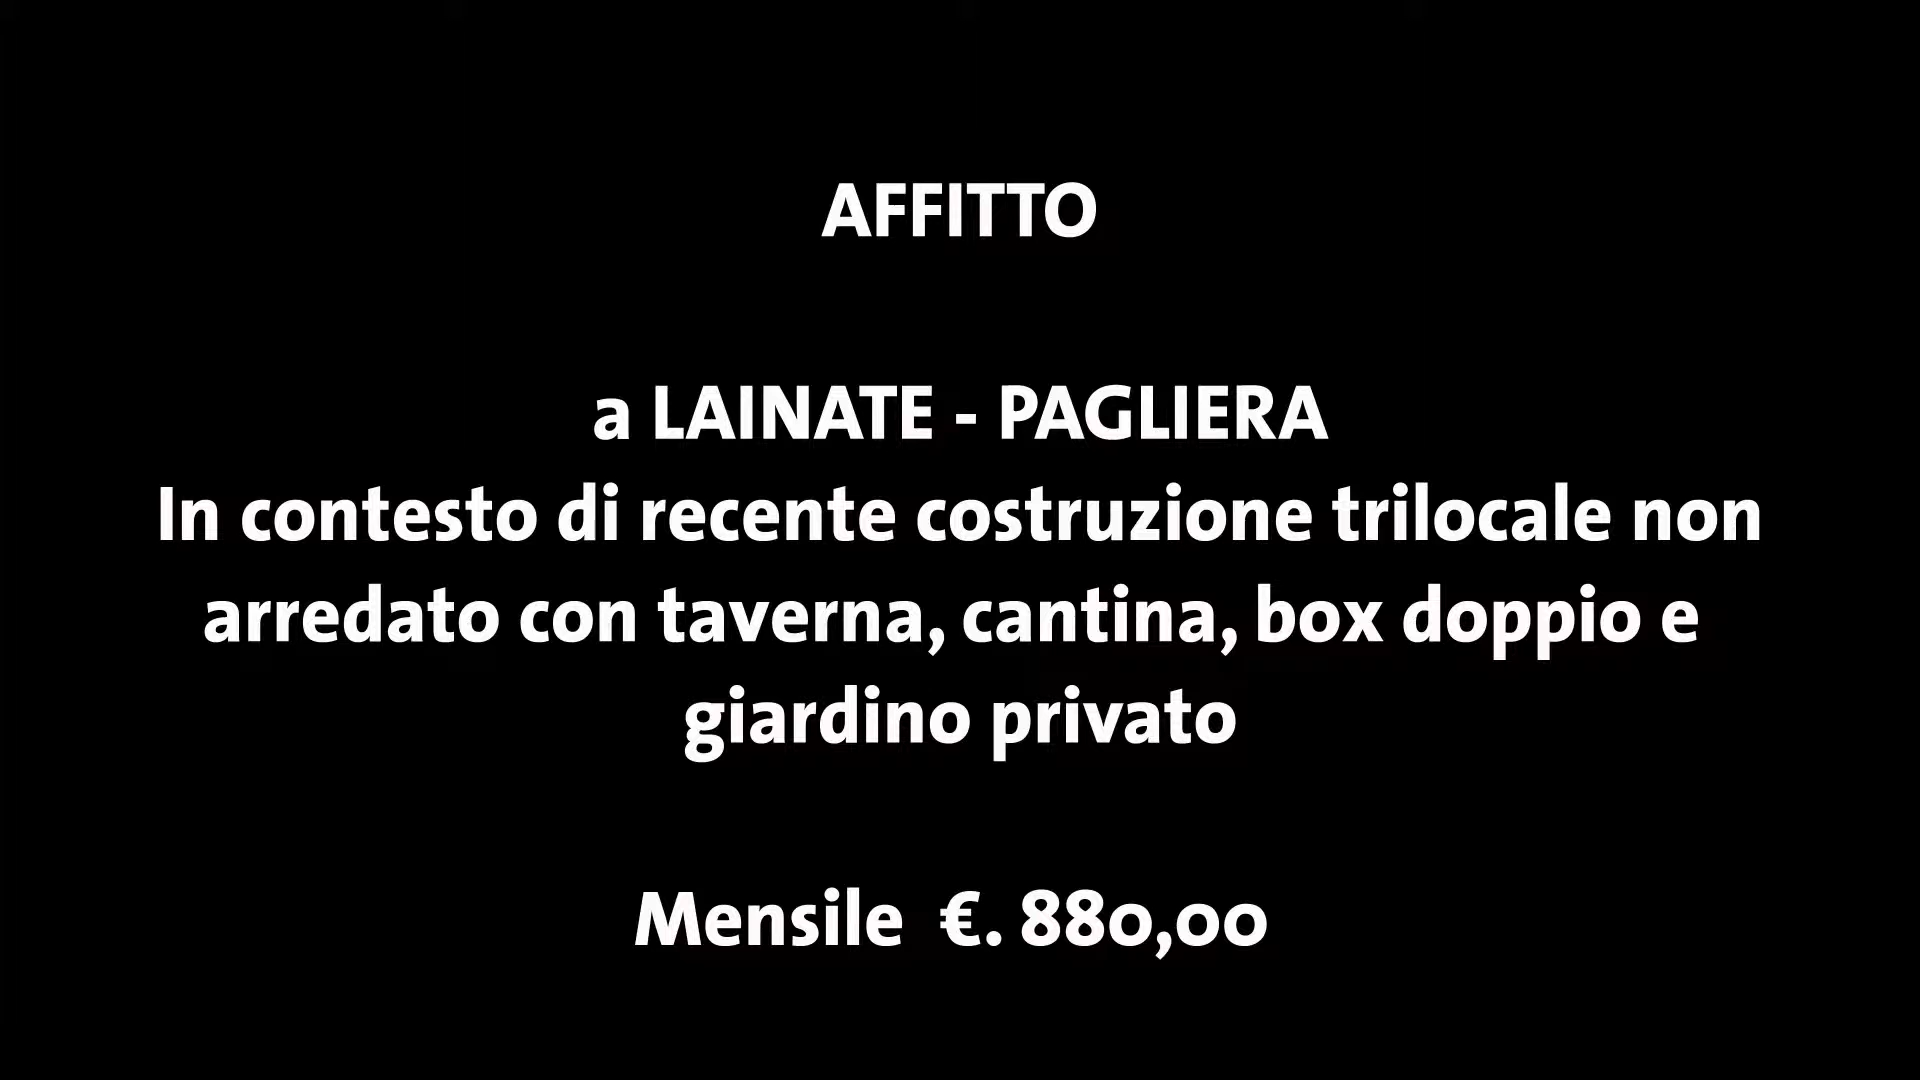 AFFITTO
a LAINATE - PAGLIERA
In contesto di recente costruzione trilocale non
arredato con taverna, cantina, box doppio e
giardino privato
Mensile  €. 880,00